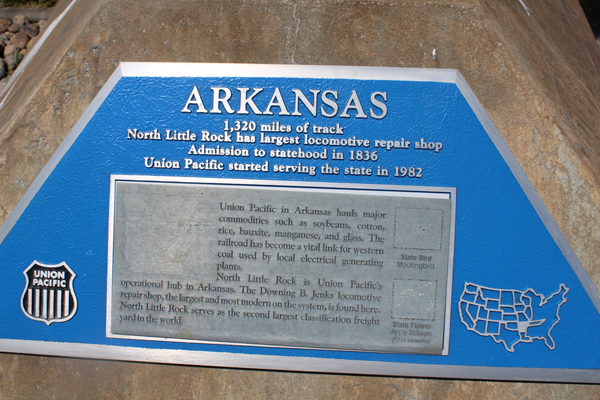 ARKANSAS
1,320 miles of track
North Little Rock has largest locomotive repair shop
Admission to statehood in 1836
Union Pacific started serving the state in 1982
Union Pacific in Arkansas hauls major
commodities such as soybeans, cotton,
rice, bauxite, manganese, and glass. The
railroad has become a vital link for western
coal used by local electrical generating
plants.
North Little Rock is Union Pacific's
operational hub in Arkansas. The Downing B. Jenks locomotive
repair shop, the largest and most modern on the system, is found here.
North Little Rock serves as the second largest classification freight
yard in the world.
State Bird
Mockingbird
State Flower
Apple Blossom
UNION
PACIFIC